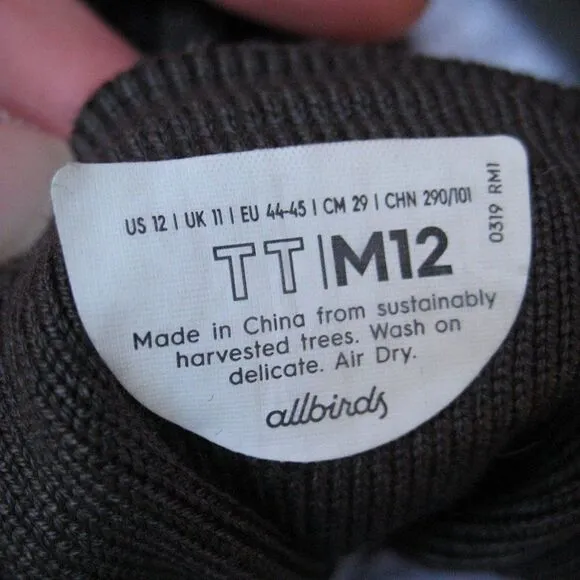 US 12 | UK 11 | EU 44-45 | CM 29 | CHN 290/101
TT | M12
Made in China from sustainably
harvested trees. Wash on
delicate. Air Dry.
allbirds
0319 RM1